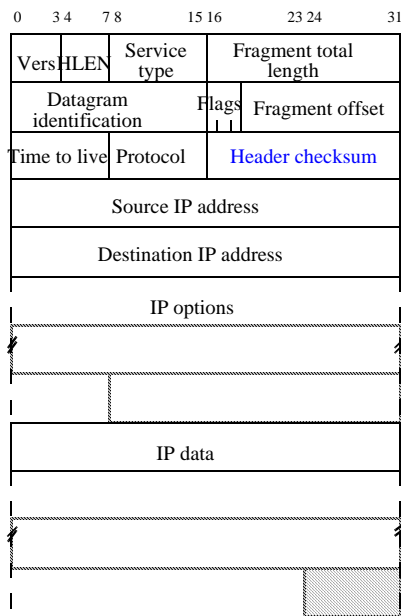 0 3 4 7 8 15 16 23 24 31
Vers HLEN Service type Fragment total length
Datagram identification Flags Fragment offset
Time to live Protocol Header checksum
Source IP address
Destination IP address
IP options
IP data